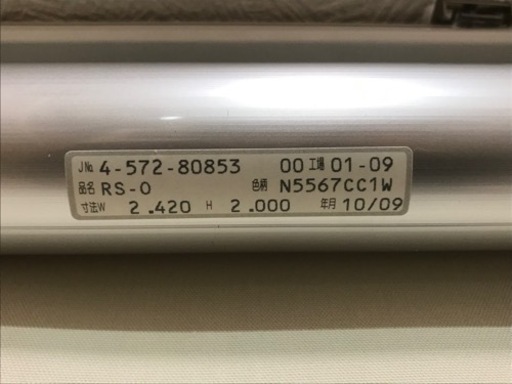 J№ 4-572-80853 00 工場 01-09
品名 RS-0 色柄 N5567CC1W
寸法W 2.420 H 2.000 年月 10/09